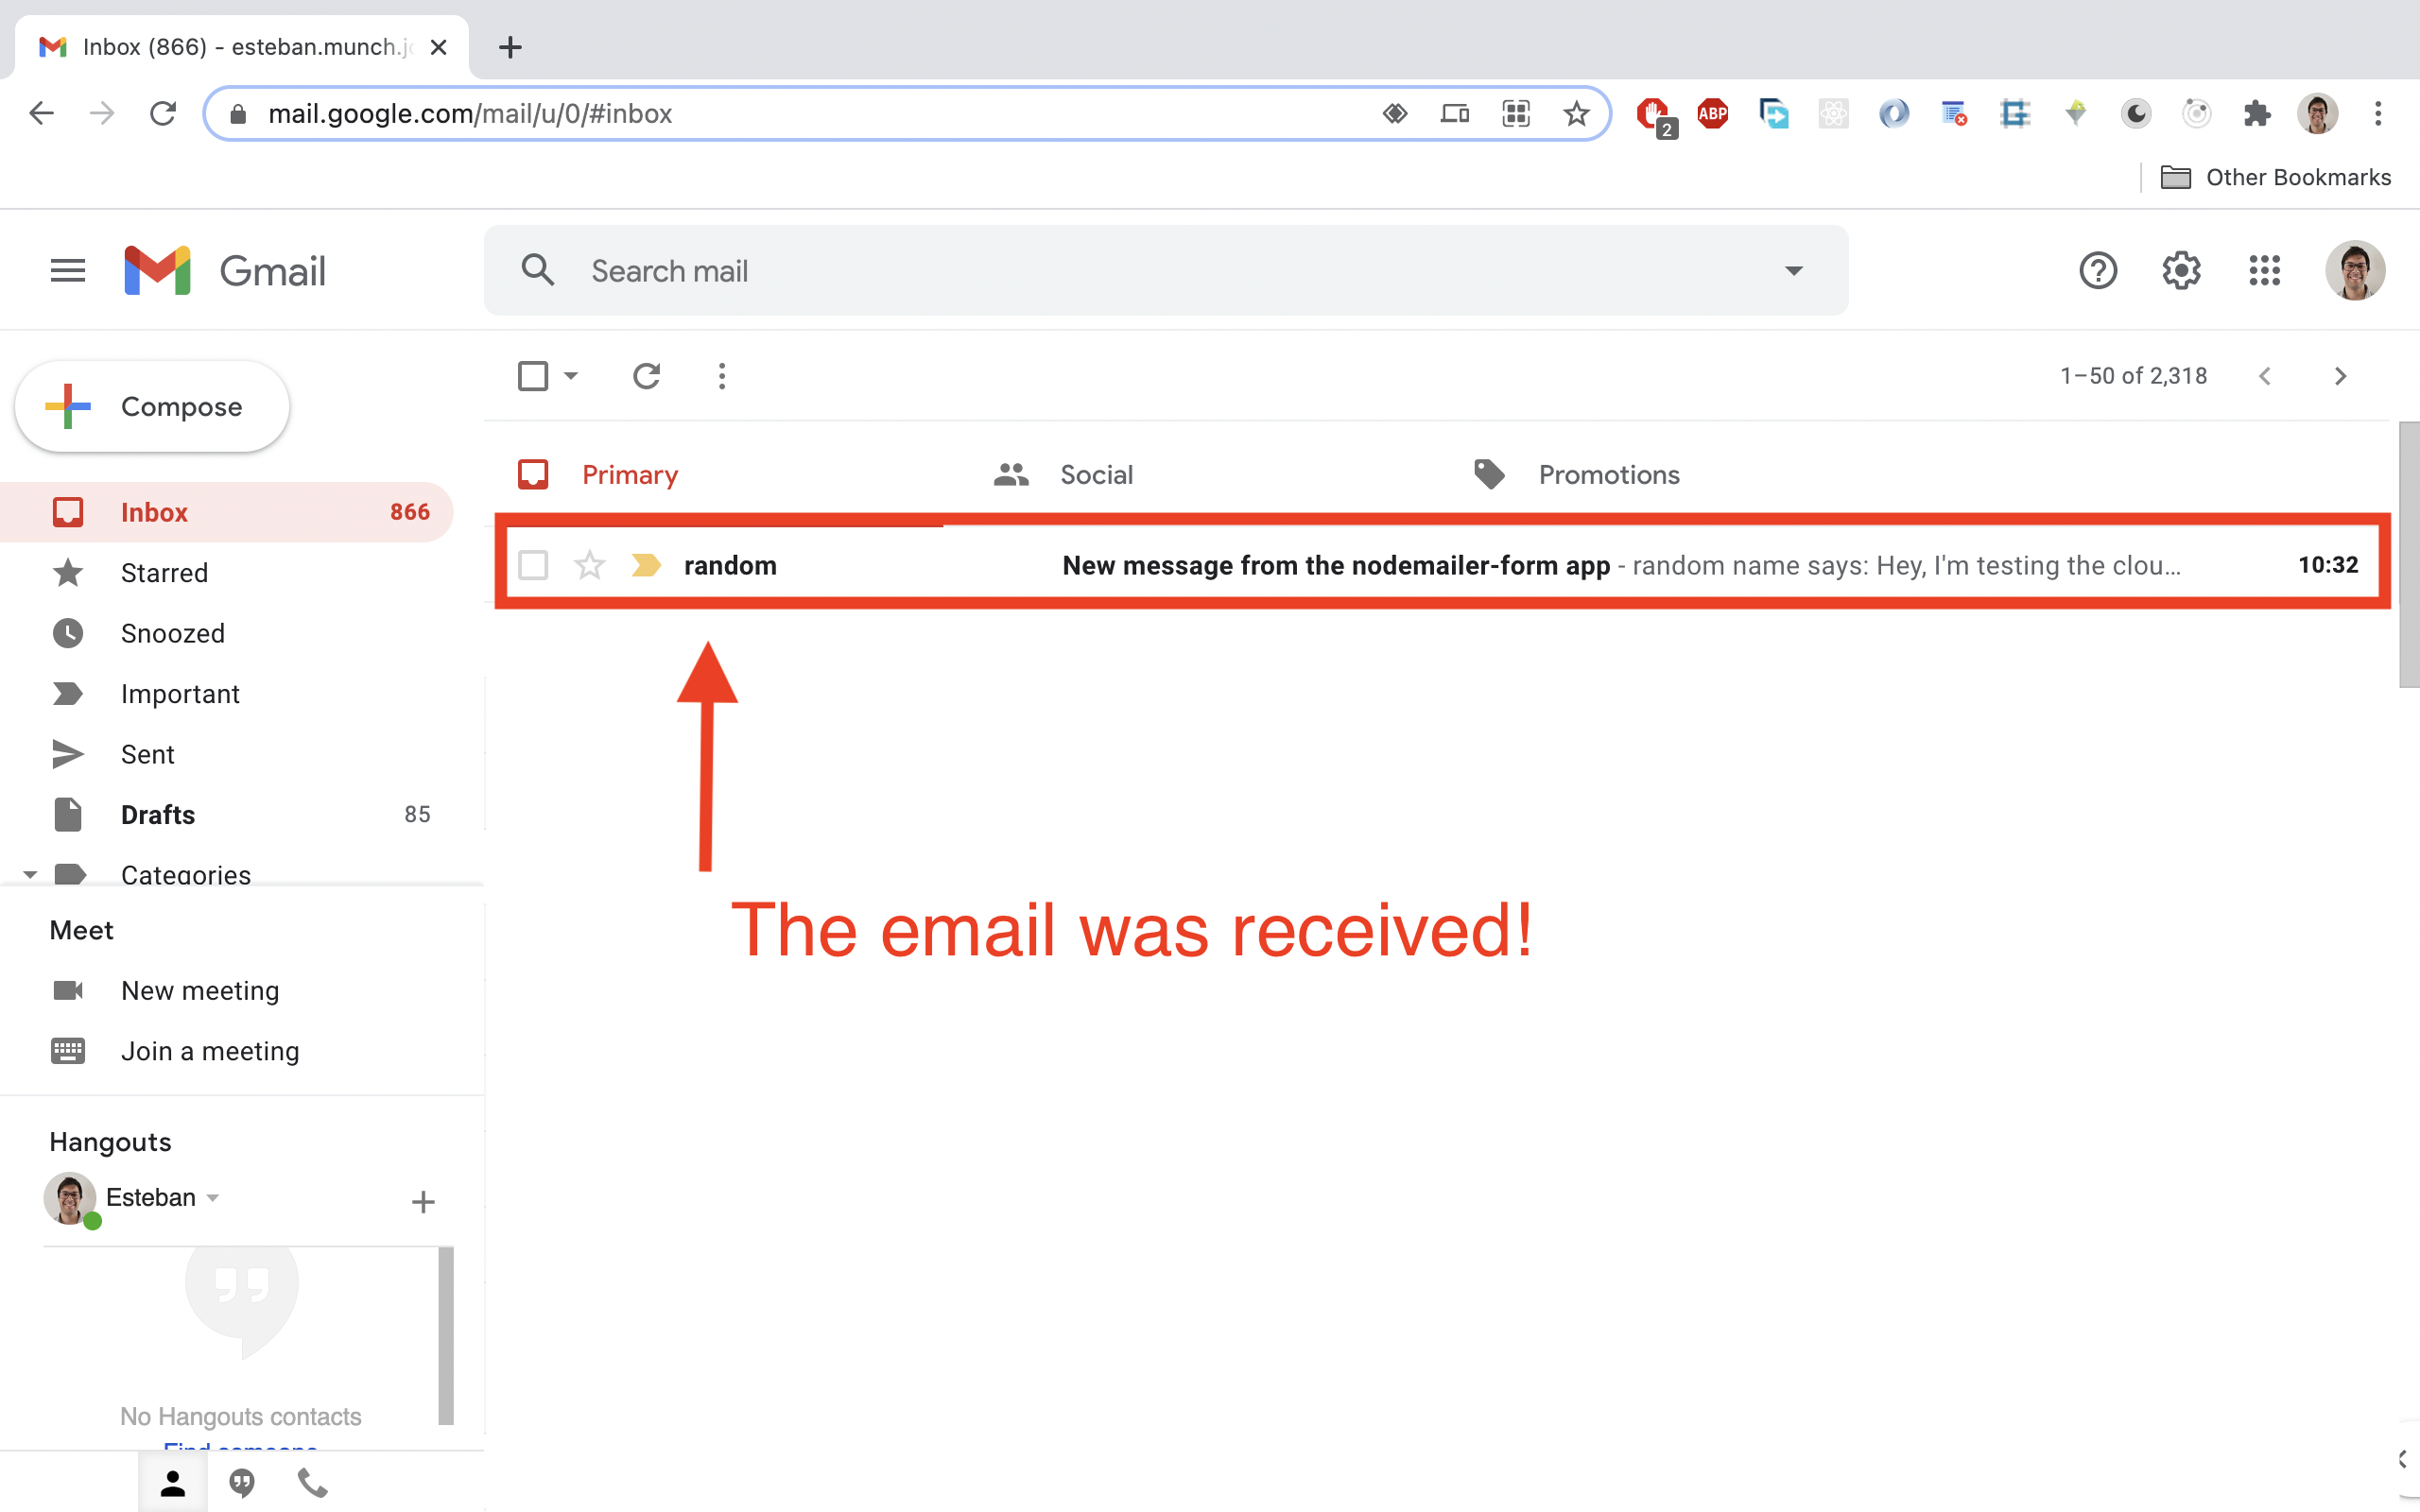 Inbox (866) - esteban.munch.jo
mail.google.com/mail/u/0/#inbox
2
ABP
Other Bookmarks
Gmail
Search mail
Compose
1–50 of 2,318
Primary
Social
Promotions
Inbox 866
random New message from the nodemailer-form app - random name says: Hey, I'm testing the clou... 10:32
Starred
Snoozed
Important
Sent
Drafts 85
Categories
The email was received!
Meet
New meeting
Join a meeting
Hangouts
Esteban
No Hangouts contacts
Find someone